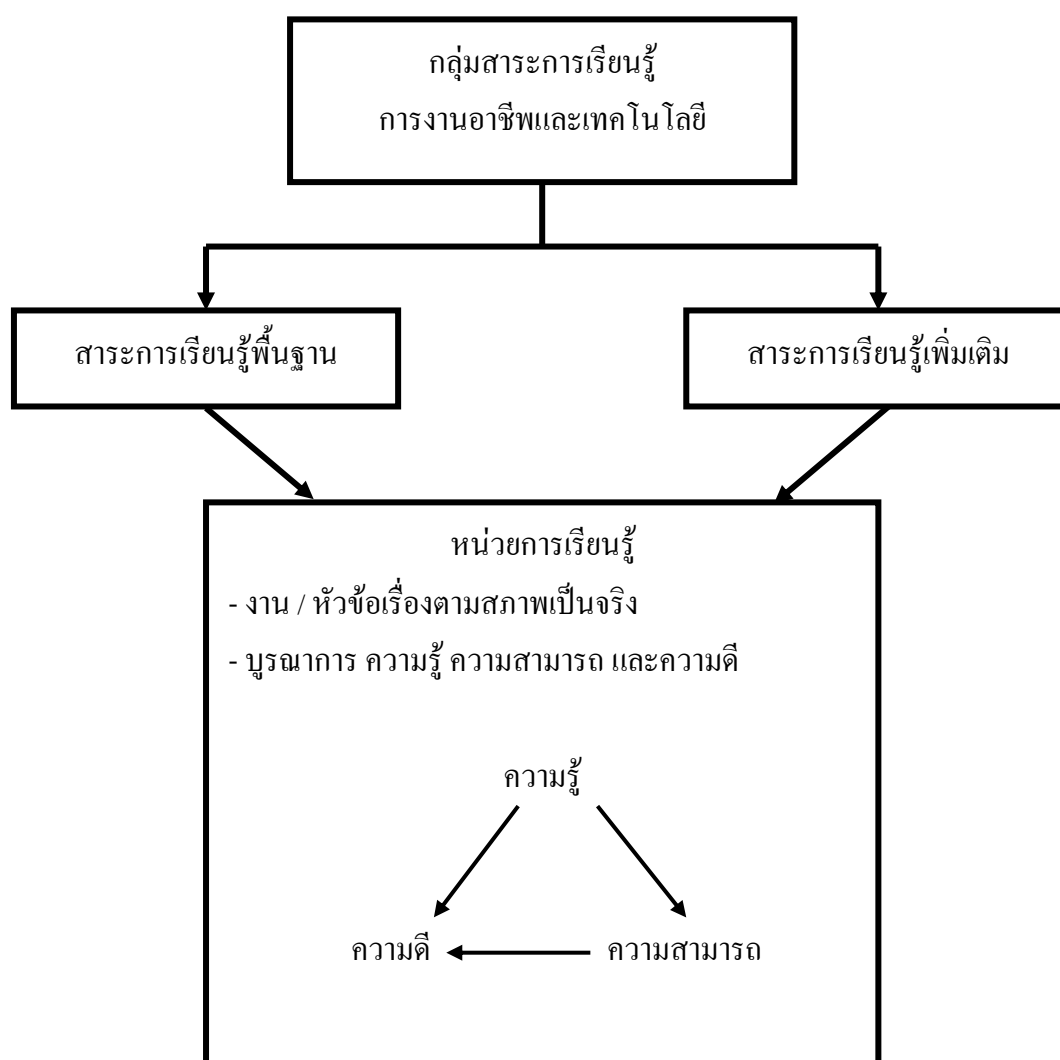 กลุ่มสาระการเรียนรู้
การงานอาชีพและเทคโนโลยี
สาระการเรียนรู้พื้นฐาน
สาระการเรียนรู้เพิ่มเติม
หน่วยการเรียนรู้
- งาน / หัวข้อเรื่องตามสภาพเป็นจริง
- บูรณาการ ความรู้ ความสามารถ และความดี
ความรู้
ความดี
ความสามารถ